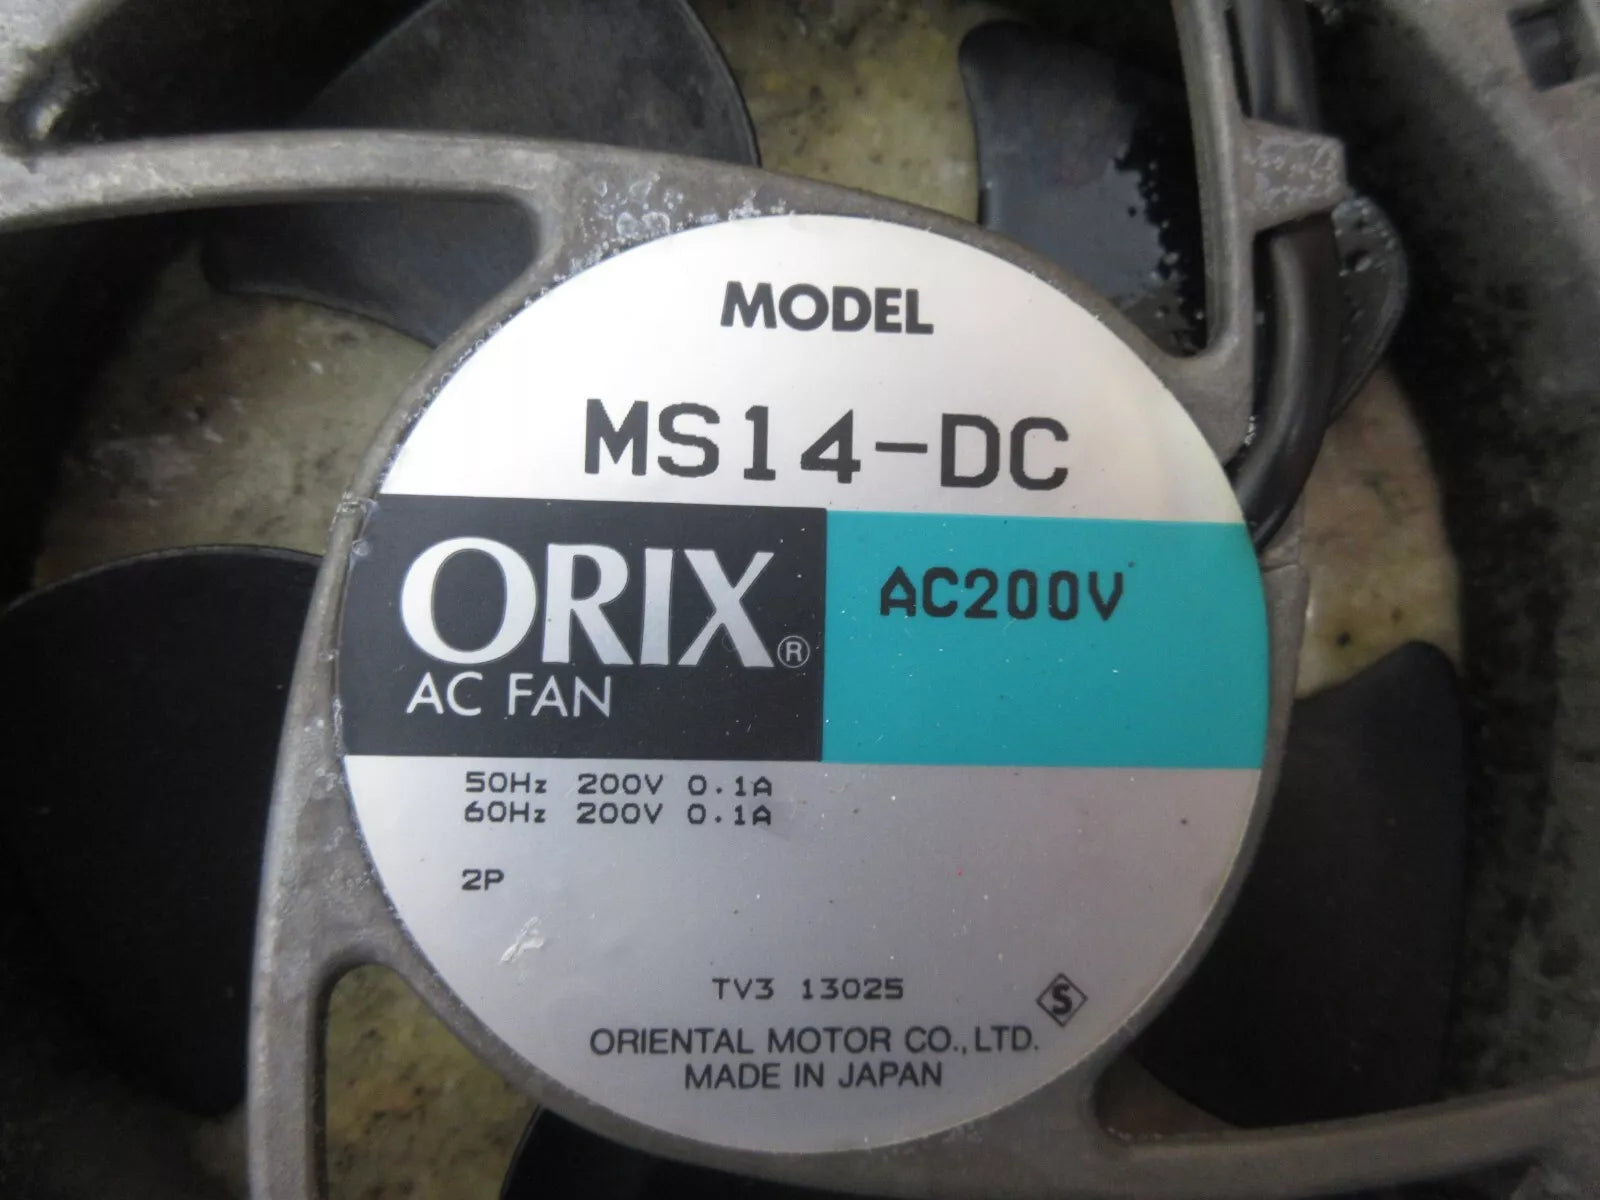 MODEL
MS14-DC
ORIX®
AC FAN
AC200V
50Hz 200V 0.1A
60Hz 200V 0.1A
2P
TV3 13025
S
ORIENTAL MOTOR CO.,LTD.
MADE IN JAPAN